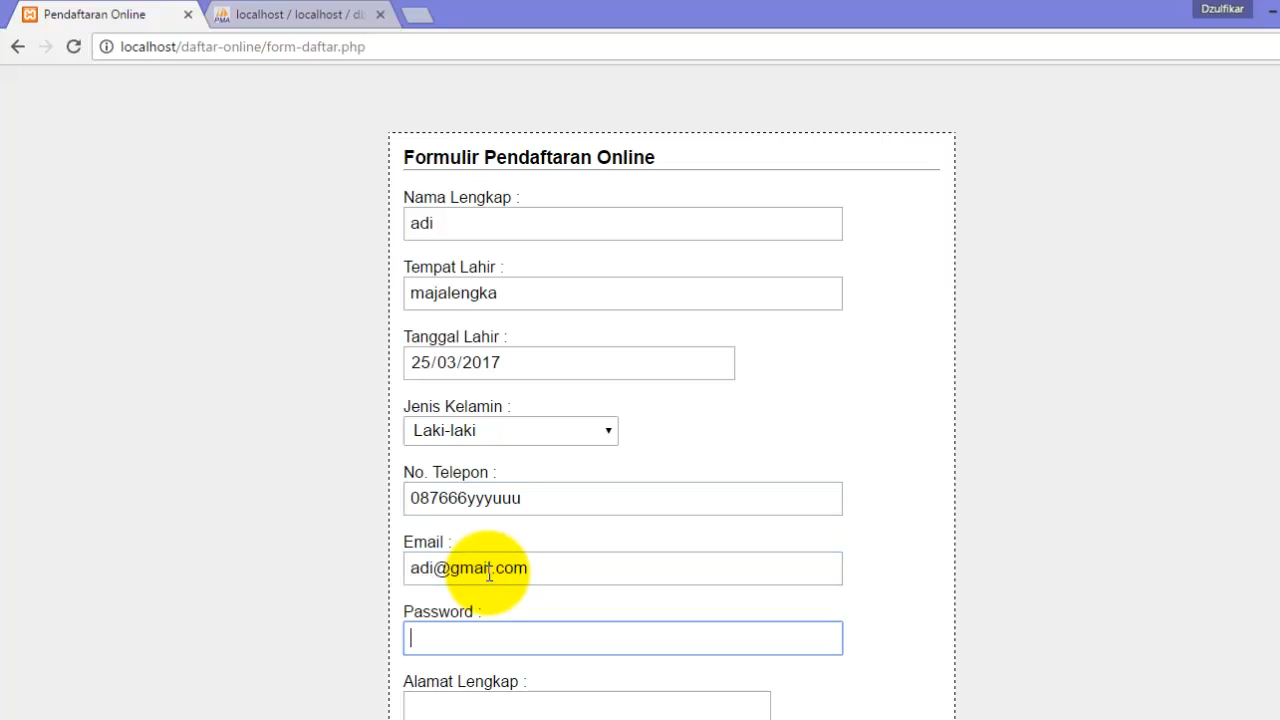 Pendaftaran Online
localhost / localhost / di
Dzulfikar
localhost/daftar-online/form-daftar.php
Formulir Pendaftaran Online
Nama Lengkap :
adi
Tempat Lahir :
majalengka
Tanggal Lahir :
25/03/2017
Jenis Kelamin :
Laki-laki
No. Telepon :
087666yyyuuu
Email :
adi@gmail.com
Password :
Alamat Lengkap :